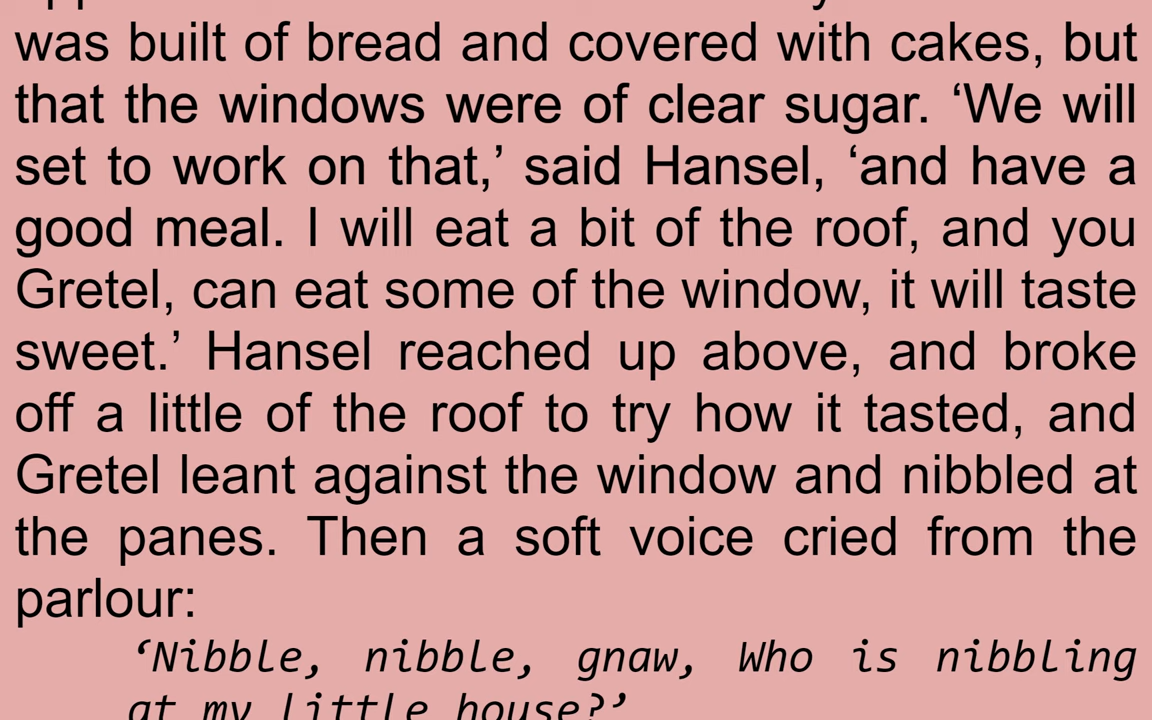 was built of bread and covered with cakes, but
that the windows were of clear sugar. ‘We will
set to work on that,’ said Hansel, ‘and have a
good meal. I will eat a bit of the roof, and you
Gretel, can eat some of the window, it will taste
sweet.’ Hansel reached up above, and broke
off a little of the roof to try how it tasted, and
Gretel leant against the window and nibbled at
the panes. Then a soft voice cried from the
parlour:
‘Nibble, nibble, gnaw, Who is nibbling
at my little house?’